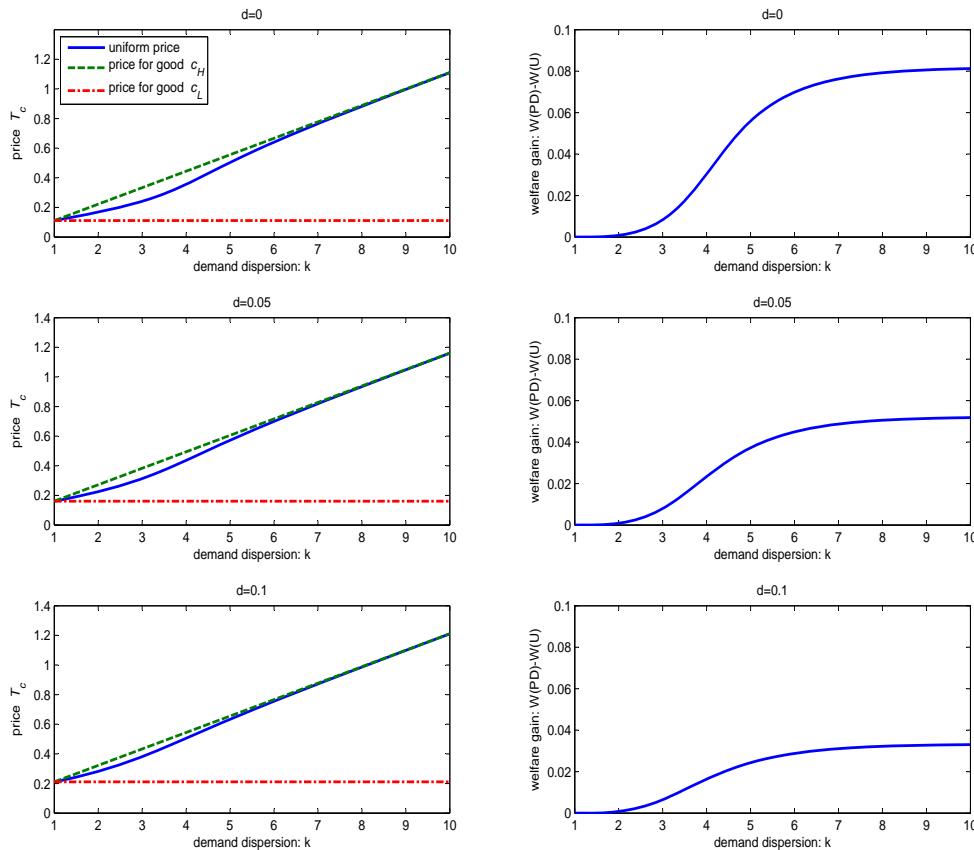 d=0
uniform price
price for good c_H
price for good c_L
price T_c
0
0.2
0.4
0.6
0.8
1
1.2
1 2 3 4 5 6 7 8 9 10
demand dispersion: k
d=0
welfare gain: W(PD)-W(U)
0
0.02
0.04
0.06
0.08
0.1
1 2 3 4 5 6 7 8 9 10
demand dispersion: k
d=0.05
price T_c
0
0.2
0.4
0.6
0.8
1
1.2
1.4
1 2 3 4 5 6 7 8 9 10
demand dispersion: k
d=0.05
welfare gain: W(PD)-W(U)
0
0.02
0.04
0.06
0.08
0.1
1 2 3 4 5 6 7 8 9 10
demand dispersion: k
d=0.1
price T_c
0
0.2
0.4
0.6
0.8
1
1.2
1.4
1 2 3 4 5 6 7 8 9 10
demand dispersion: k
d=0.1
welfare gain: W(PD)-W(U)
0
0.02
0.04
0.06
0.08
0.1
1 2 3 4 5 6 7 8 9 10
demand dispersion: k